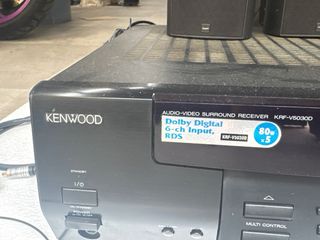 KENWOOD
AUDIO-VIDEO SURROUND RECEIVER KRF-V5030D
Dolby Digital
6-ch Input,
RDS
KRF-V5030D
80W
x5
STANDBY
I/O
POWER
MULTI CONTROL